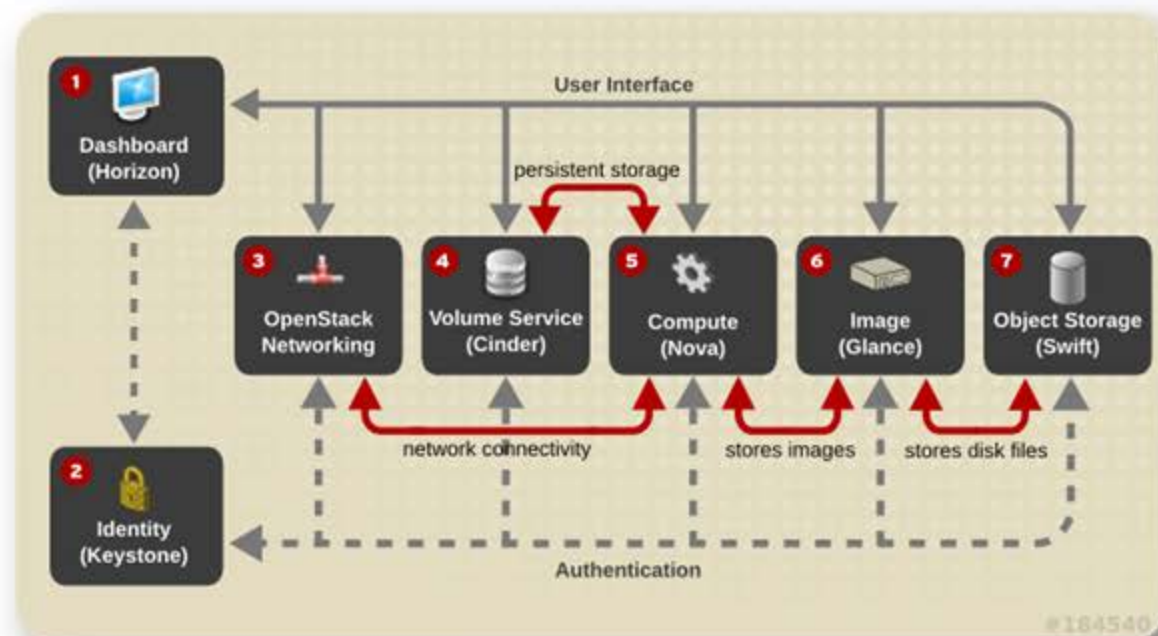 1
Dashboard
(Horizon)
User Interface
persistent storage
3
OpenStack
Networking
4
Volume Service
(Cinder)
5
Compute
(Nova)
6
Image
(Glance)
7
Object Storage
(Swift)
network connectivity
stores images
stores disk files
2
Identity
(Keystone)
Authentication
#184540